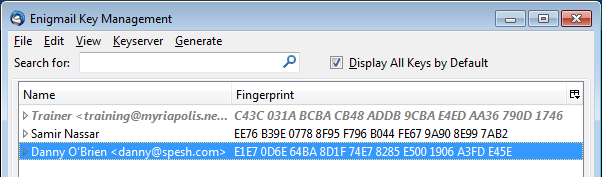 Enigmail Key Management
File Edit View Keyserver Generate
Search for: Display All Keys by Default
Name Fingerprint
Trainer <training@myriapolis.ne... C43C 031A BCBA CB48 ADDB 9CBA E4ED AA36 790D 1746
Samir Nassar EE76 B39E 0778 8F95 F796 B044 FE67 9A90 8E99 7AB2
Danny O'Brien <danny@spesh.com> E1E7 0D6E 64BA 8D1F 74E7 8285 E500 1906 A3FD E45E